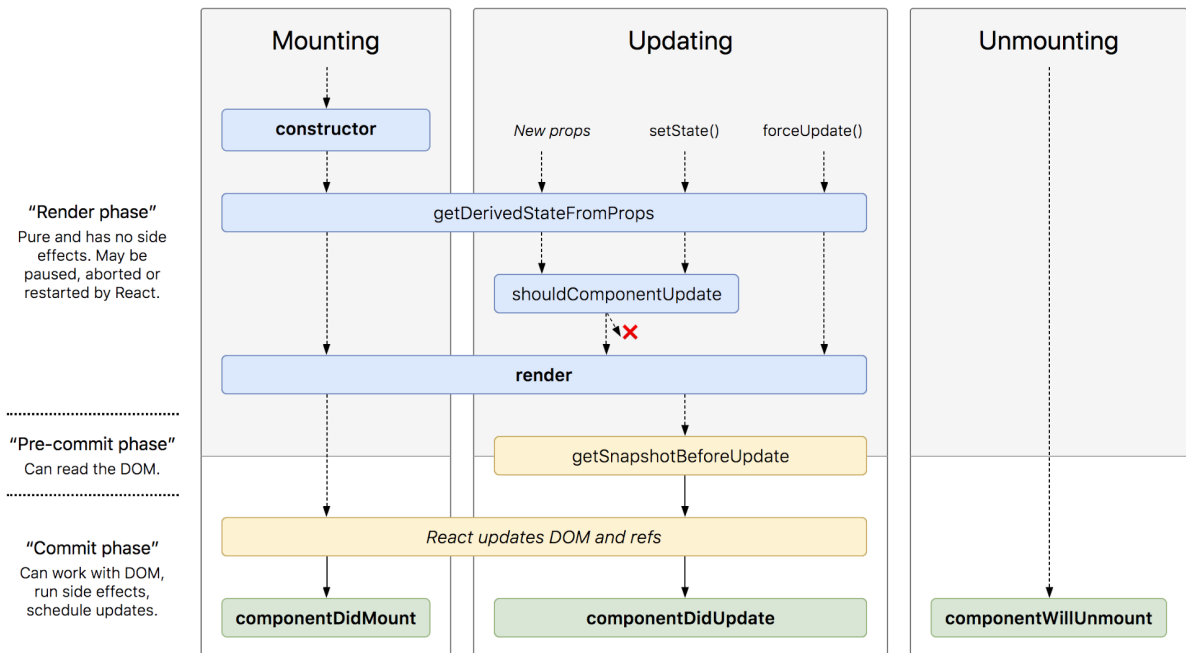 Mounting
Updating
Unmounting
constructor
New props
setState()
forceUpdate()
“Render phase”
Pure and has no side
effects. May be
paused, aborted or
restarted by React.
getDerivedStateFromProps
shouldComponentUpdate
render
“Pre-commit phase”
Can read the DOM.
getSnapshotBeforeUpdate
React updates DOM and refs
“Commit phase”
Can work with DOM,
run side effects,
schedule updates.
componentDidMount
componentDidUpdate
componentWillUnmount